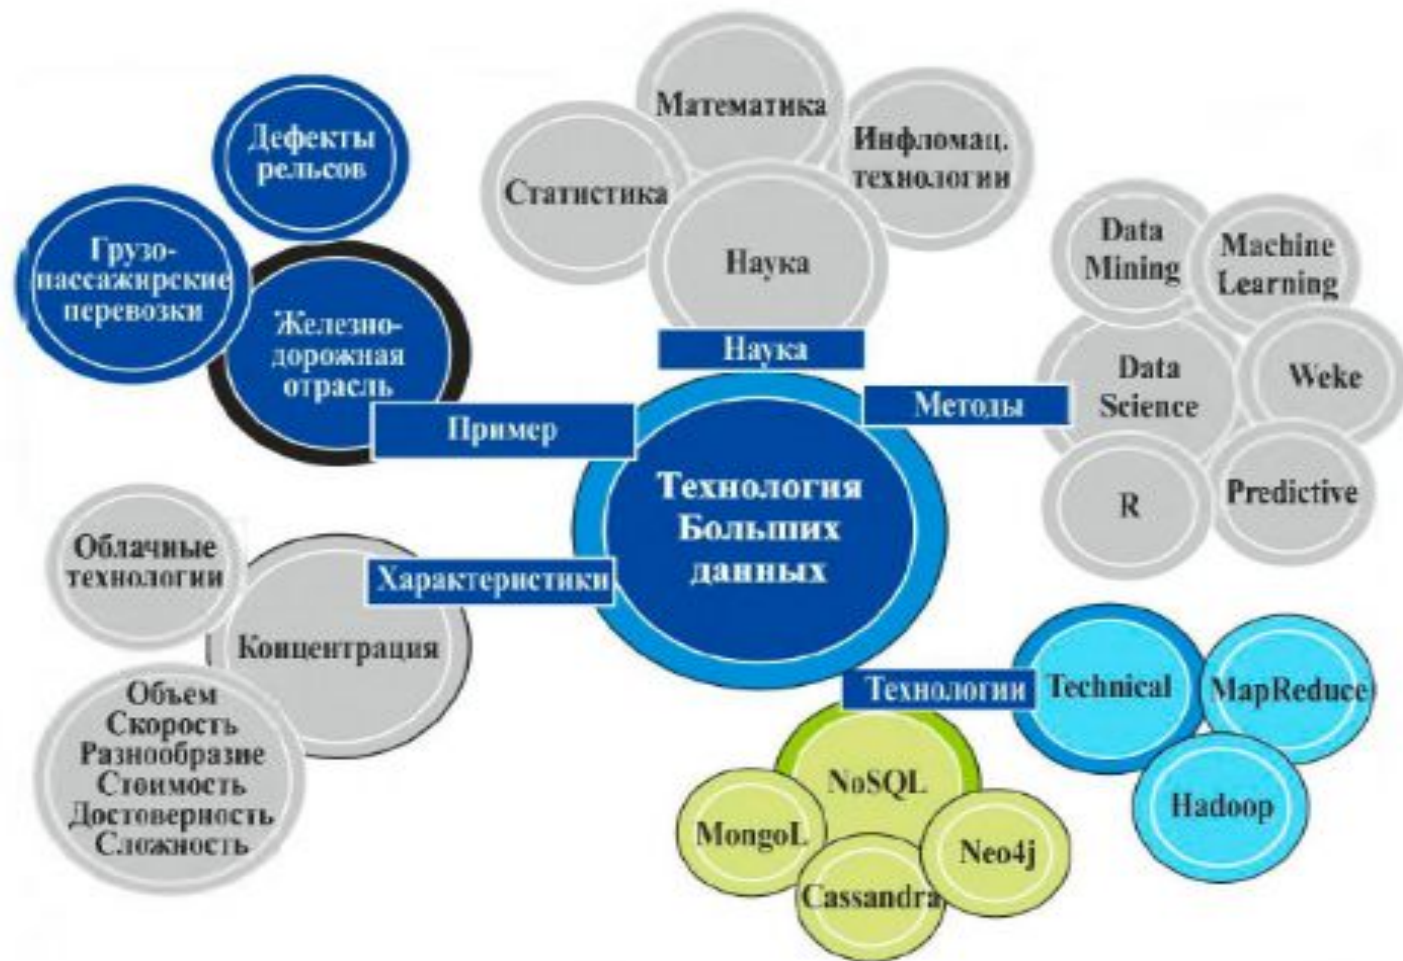 Математика
Дефекты
рельсов
Инфломац.
технологии
Статистика
Наука
Data
Mining
Machine
Learning
Грузо-
пассажирские
перевозки
Железно-
дорожная
отрасль
Наука
Data
Science
Weke
Методы
Пример
Технология
Больших
данных
R
Predictive
Облачные
технологии
Характеристики
Концентрация
Объем
Скорость
Разнообразие
Стоимость
Достоверность
Сложность
Технологии
Technical
MapReduce
Hadoop
NoSQL
MongoL
Cassandra
Neo4j